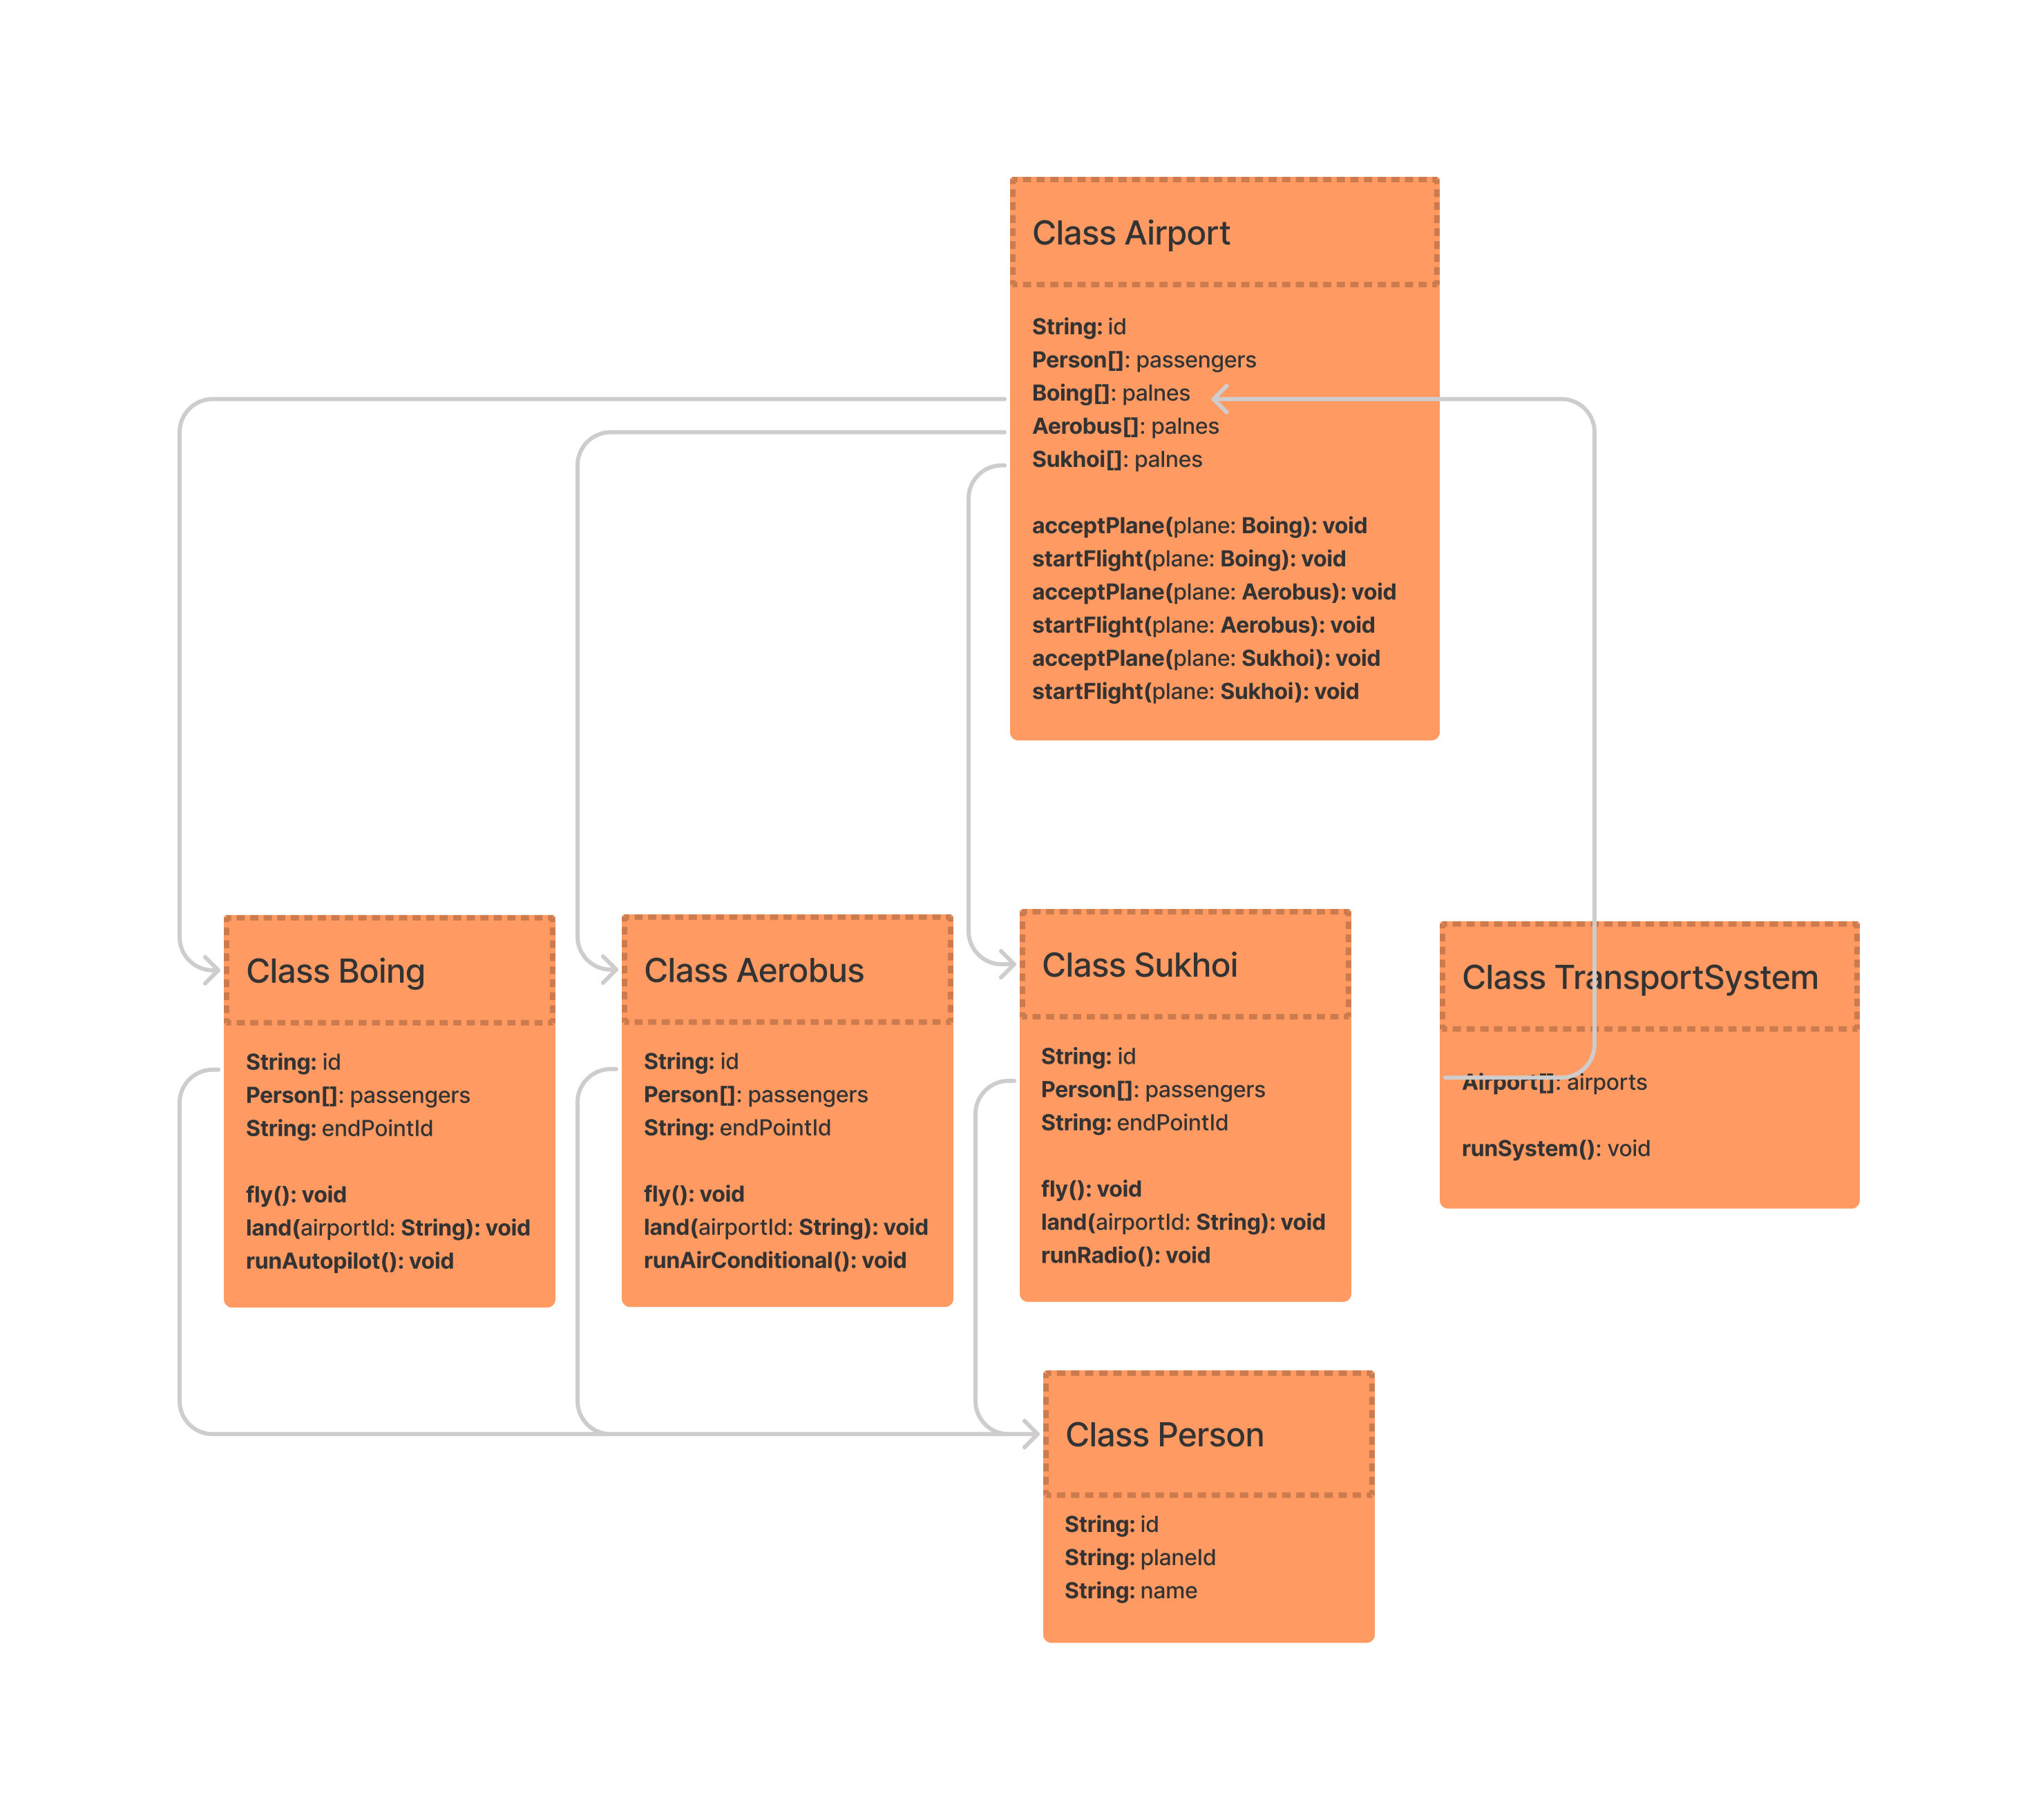 Class Airport
String: id
Person[]: passengers
Boing[]: palnes
Aerobus[]: palnes
Sukhoi[]: palnes
acceptPlane(plane: Boing): void
startFlight(plane: Boing): void
acceptPlane(plane: Aerobus): void
startFlight(plane: Aerobus): void
acceptPlane(plane: Sukhoi): void
startFlight(plane: Sukhoi): void
Class Boing
String: id
Person[]: passengers
String: endPointId
fly(): void
land(airportId: String): void
runAutopilot(): void
Class Aerobus
String: id
Person[]: passengers
String: endPointId
fly(): void
land(airportId: String): void
runAirConditional(): void
Class Sukhoi
String: id
Person[]: passengers
String: endPointId
fly(): void
land(airportId: String): void
runRadio(): void
Class TransportSystem
Airport[]: airports
runSystem(): void
Class Person
String: id
String: planeId
String: name